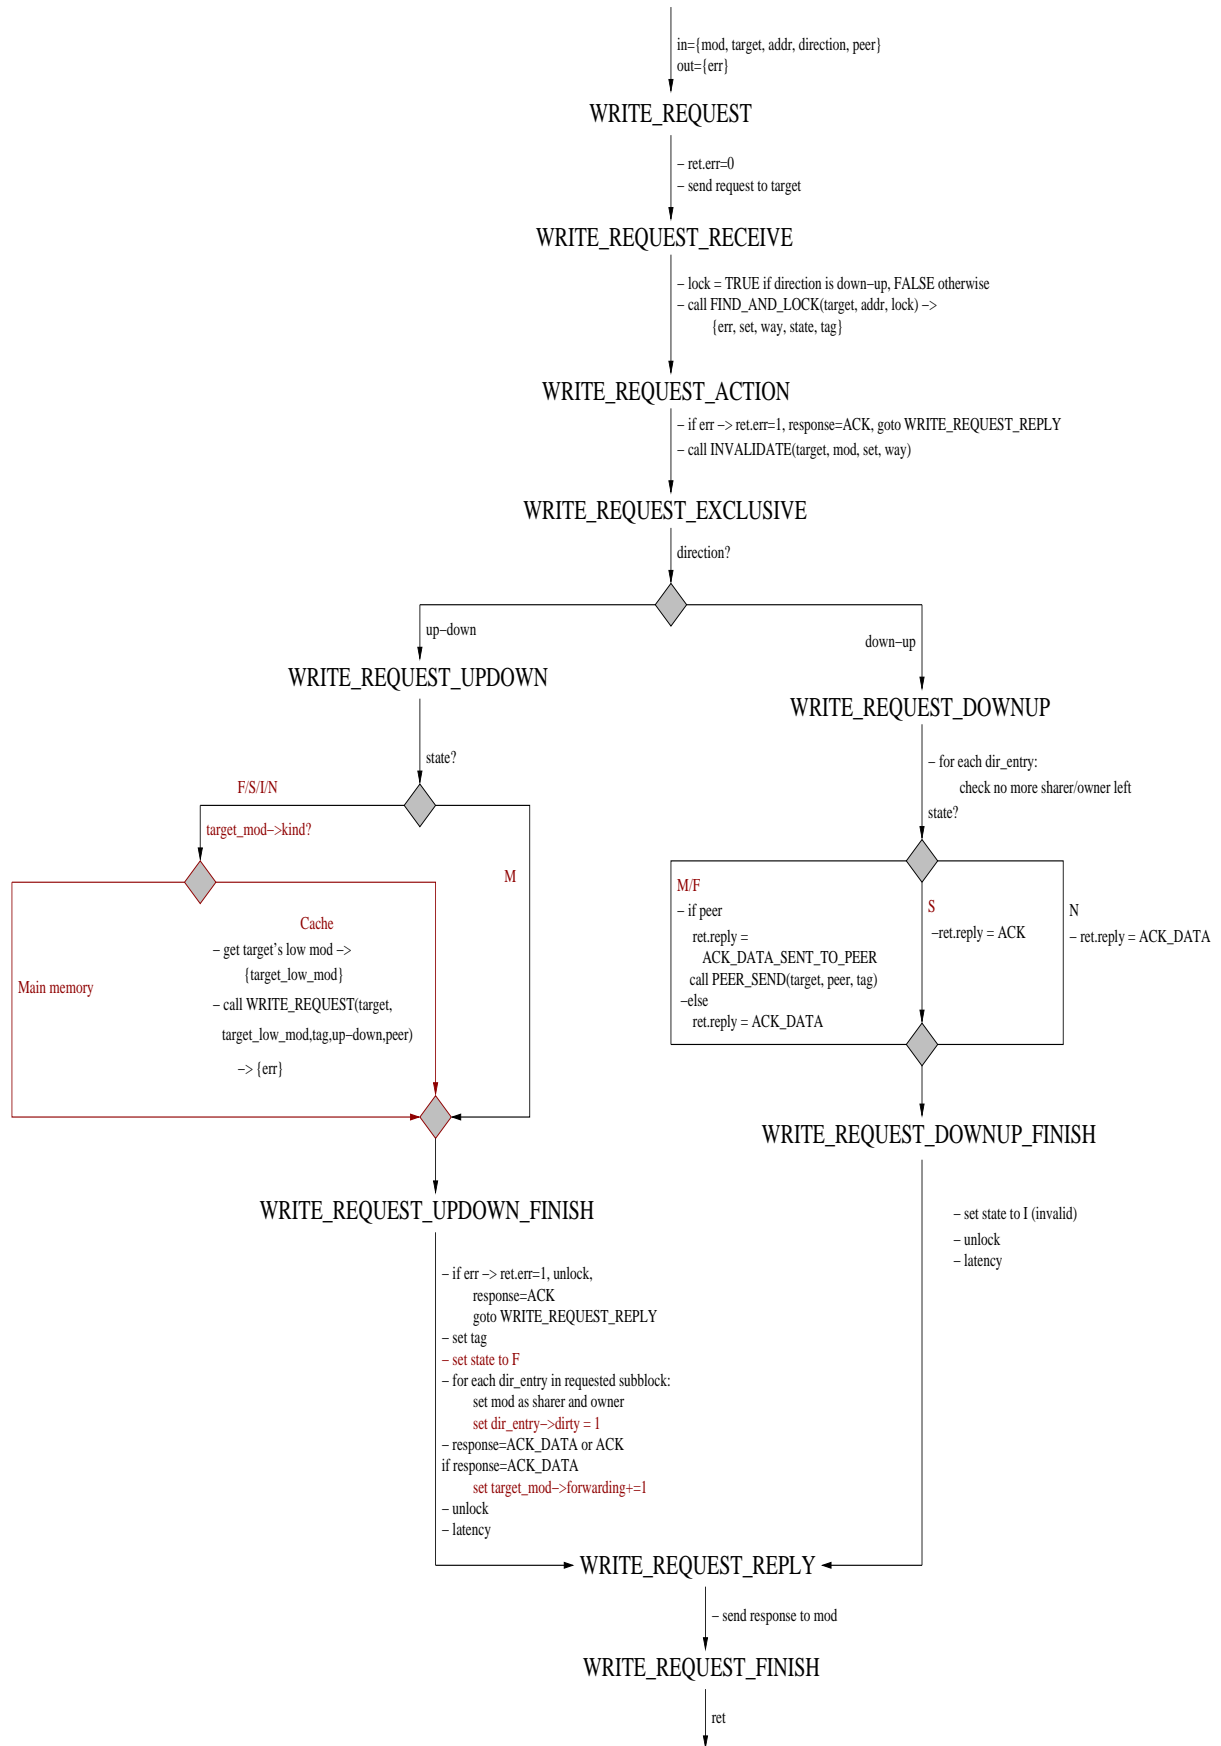 in={mod, target, addr, direction, peer}
out={err}
WRITE_REQUEST
– ret.err=0
– send request to target
WRITE_REQUEST_RECEIVE
– lock = TRUE if direction is down–up, FALSE otherwise
– call FIND_AND_LOCK(target, addr, lock) –>
{err, set, way, state, tag}
WRITE_REQUEST_ACTION
– if err –> ret.err=1, response=ACK, goto WRITE_REQUEST_REPLY
– call INVALIDATE(target, mod, set, way)
WRITE_REQUEST_EXCLUSIVE
direction?
up–down
WRITE_REQUEST_UPDOWN
state?
F/S/I/N
target_mod–>kind?
M
Cache
– get target's low mod –>
{target_low_mod}
Main memory
– call WRITE_REQUEST(target,
target_low_mod,tag,up–down,peer)
–> {err}
WRITE_REQUEST_UPDOWN_FINISH
– if err –> ret.err=1, unlock,
response=ACK
goto WRITE_REQUEST_REPLY
– set tag
– set state to F
– for each dir_entry in requested subblock:
set mod as sharer and owner
set dir_entry–>dirty = 1
– response=ACK_DATA or ACK
if response=ACK_DATA
set target_mod–>forwarding+=1
– unlock
– latency
down–up
WRITE_REQUEST_DOWNUP
– for each dir_entry:
check no more sharer/owner left
state?
M/F
– if peer
ret.reply =
ACK_DATA_SENT_TO_PEER
call PEER_SEND(target, peer, tag)
–else
ret.reply = ACK_DATA
S
–ret.reply = ACK
N
– ret.reply = ACK_DATA
WRITE_REQUEST_DOWNUP_FINISH
– set state to I (invalid)
– unlock
– latency
WRITE_REQUEST_REPLY
– send response to mod
WRITE_REQUEST_FINISH
ret